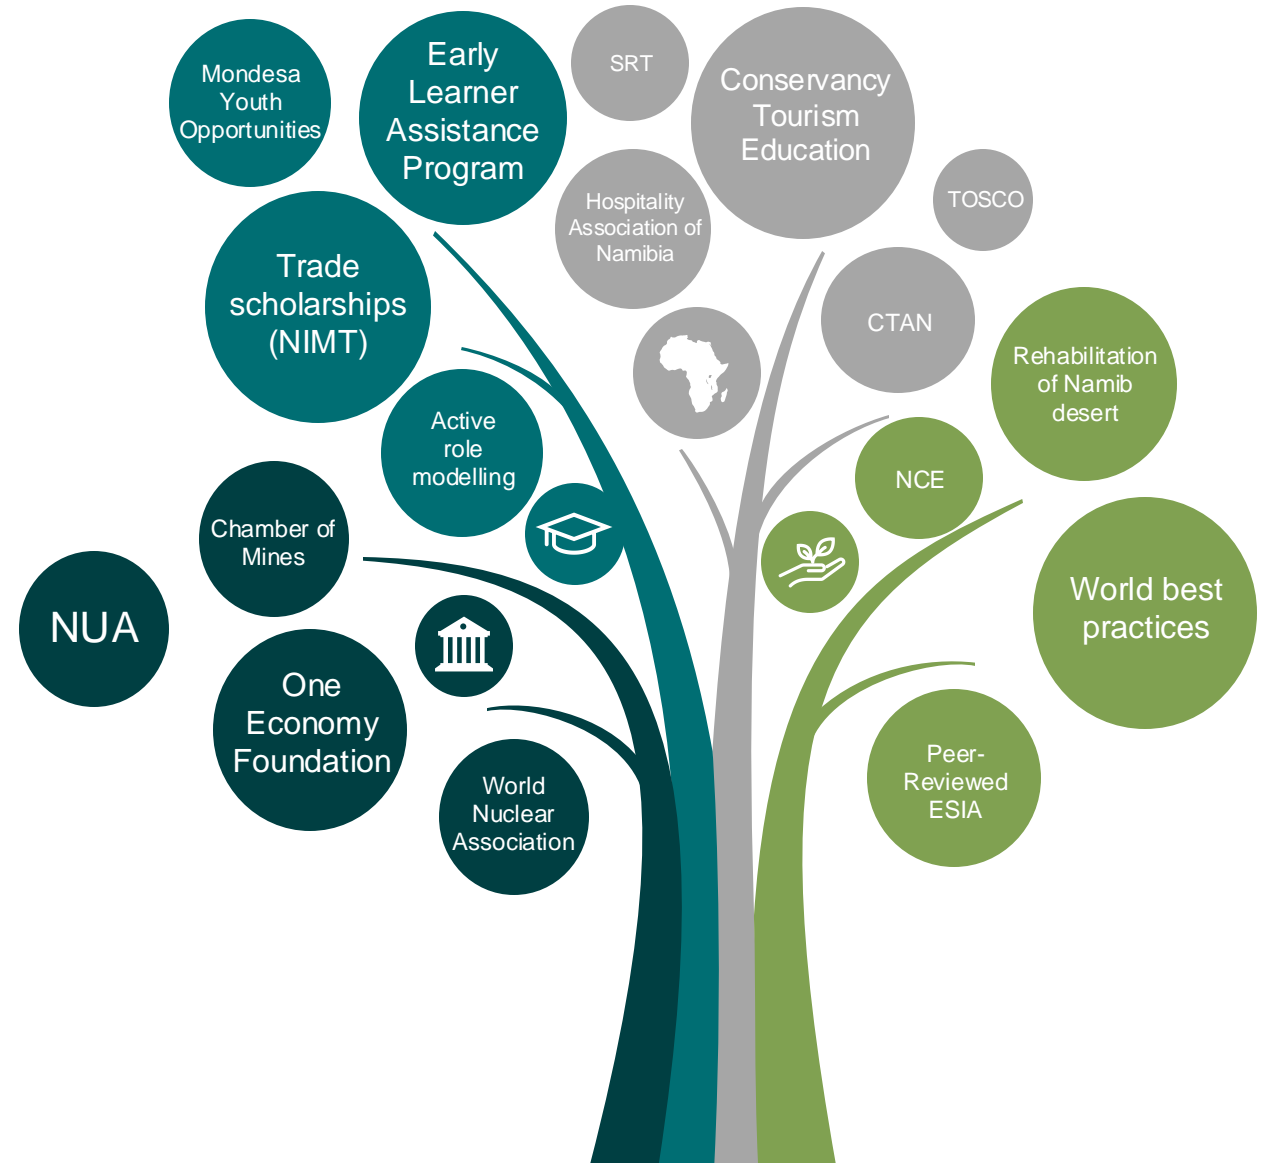 Mondesa
Youth
Opportunities
Early
Learner
Assistance
Program
SRT
Conservancy
Tourism
Education
Hospitality
Association of
Namibia
TOSCO
Trade
scholarships
(NIMT)
CTAN
Rehabilitation
of Namib
desert
Active
role
modelling
NCE
Chamber of
Mines
NUA
World best
practices
One
Economy
Foundation
World
Nuclear
Association
Peer-
Reviewed
ESIA